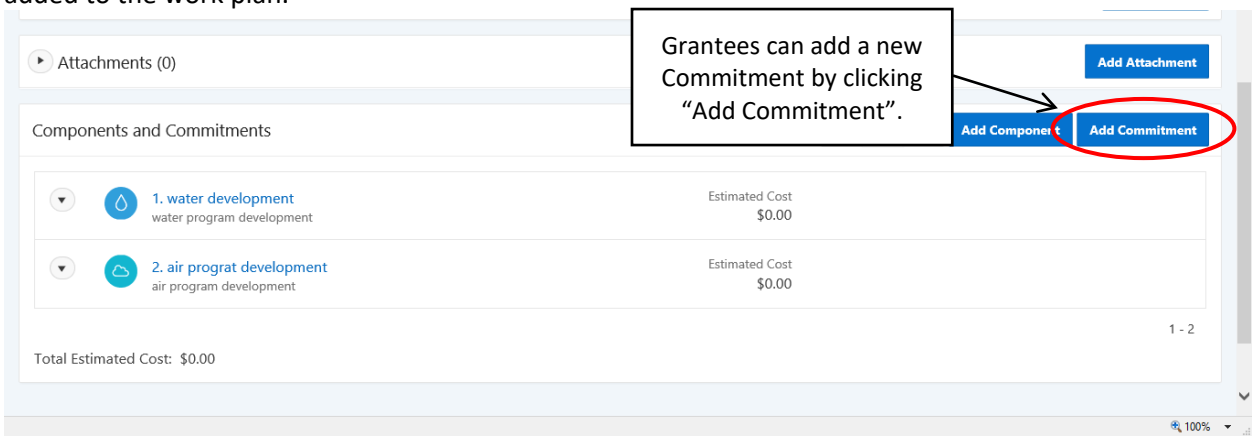 added to the work plan.
Grantees can add a new
Commitment by clicking
“Add Commitment”.
Attachments (0)
Add Attachment
Components and Commitments
Add Component
Add Commitment
1. water development
water program development
Estimated Cost
$0.00
2. air prograt development
air program development
Estimated Cost
$0.00
1 - 2
Total Estimated Cost: $0.00
100%